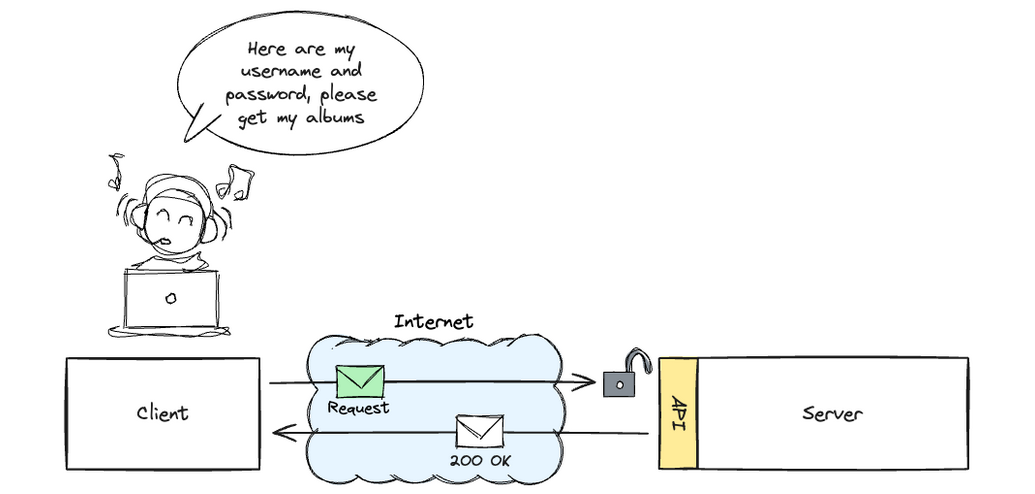 Here are my
username and
password, please
get my albums
Internet
Request
Client
API
Server
200 OK